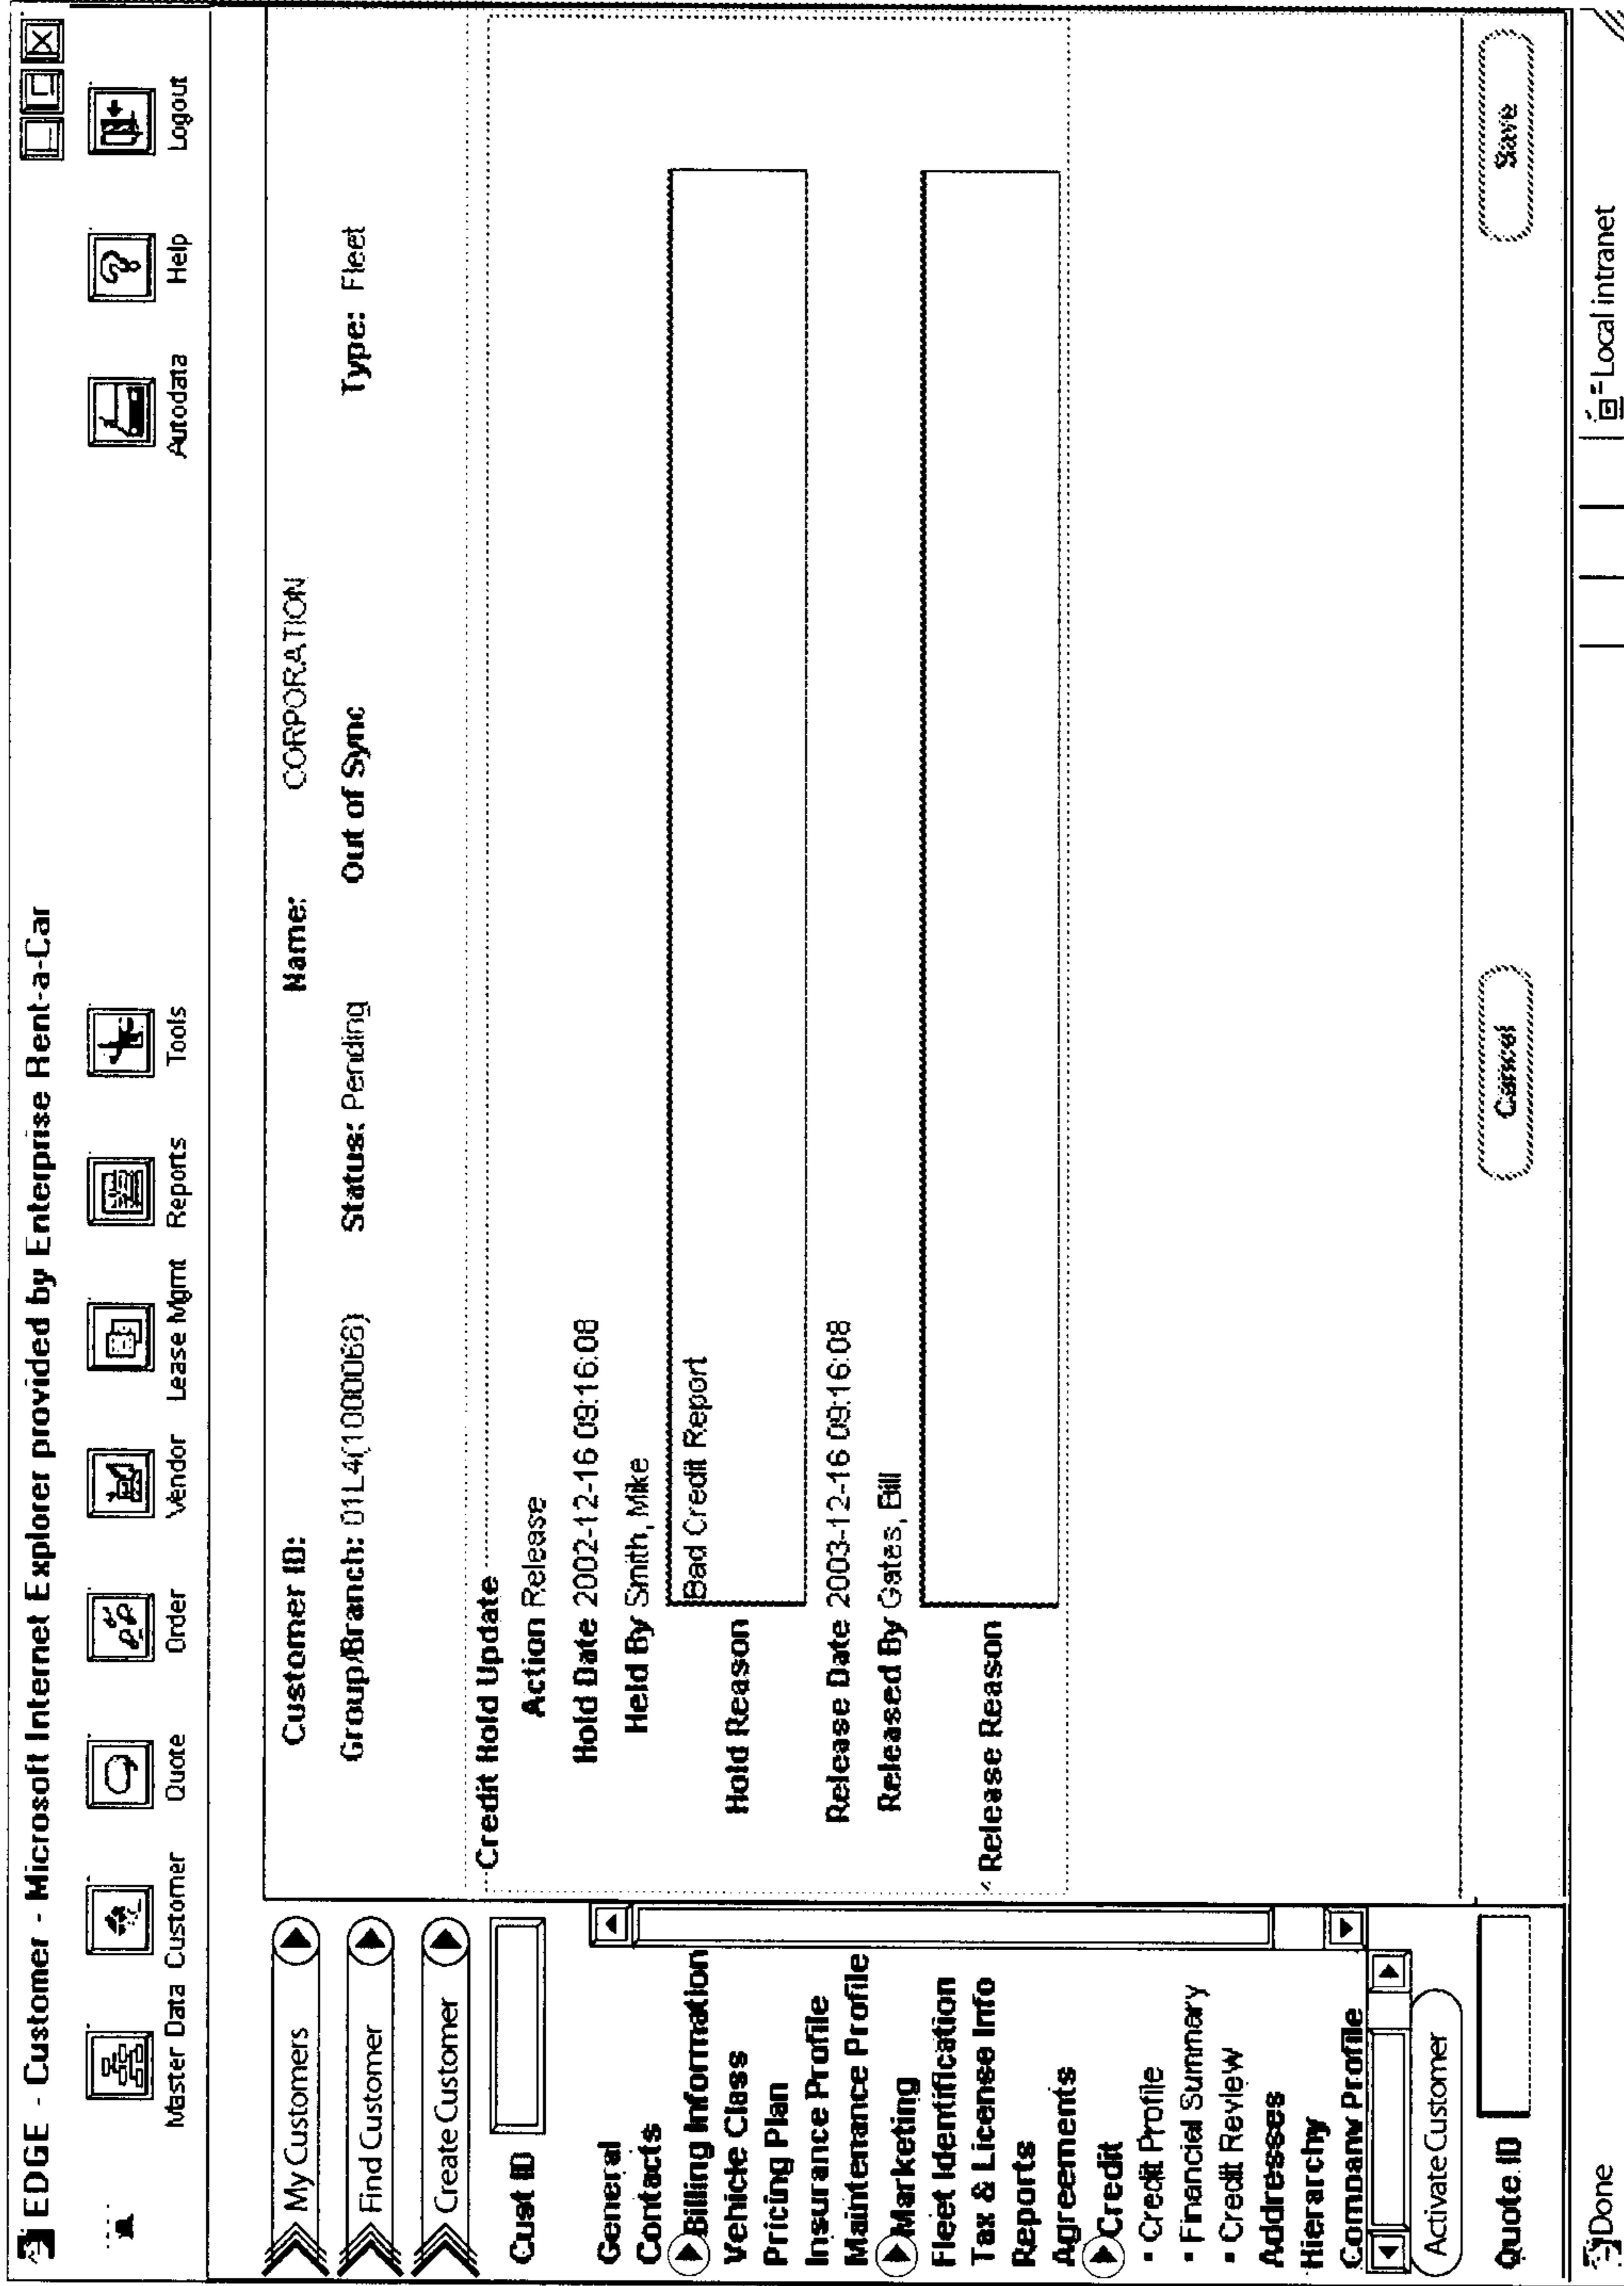 EDGE - Customer - Microsoft Internet Explorer provided by Enterprise Rent-a-Car
Master Data Customer Quote Order Vendor Lease Mgmt Reports Tools Autodata Help Logout
My Customers
Find Customer
Create Customer
Cust ID
General
Contacts
Billing Information
Vehicle Class
Pricing Plan
Insurance Profile
Maintenance Profile
Marketing
Fleet Identification
Tax & License Info
Reports
Agreements
Credit
▪ Credit Profile
▪ Financial Summary
▪ Credit Review
Addresses
Hierarchy
Company Profile
Activate Customer
Quote ID
Customer ID: Name: CORPORATION
Group/Branch: 01L4(100068) Status: Pending Out of Sync Type: Fleet
Credit Hold Update
Action Release
Hold Date 2002-12-16 09:16:08
Held By Smith, Mike
Hold Reason Bad Credit Report
Release Date 2003-12-16 09:16:08
Released By Gates, Bill
Release Reason
Cancel Save
Done Local intranet